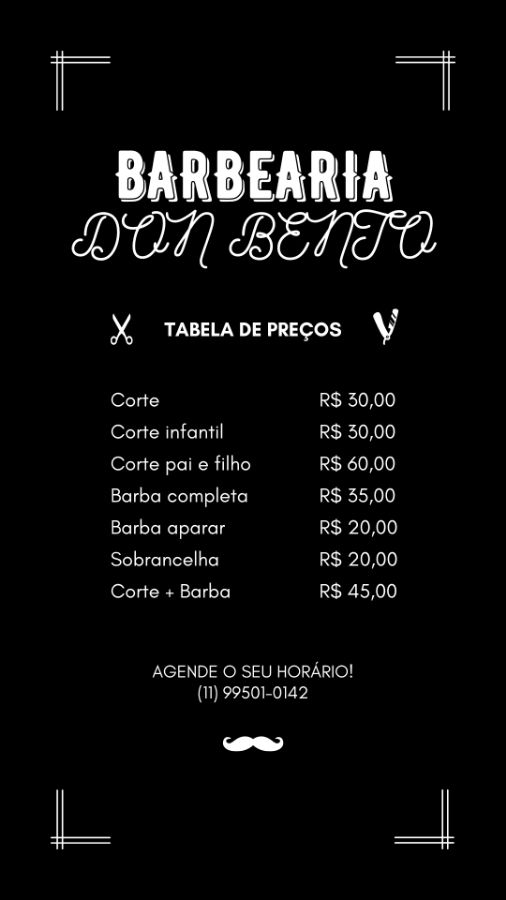 BARBEARIA
DON BENTO
TABELA DE PREÇOS
Corte R$ 30,00
Corte infantil R$ 30,00
Corte pai e filho R$ 60,00
Barba completa R$ 35,00
Barba aparar R$ 20,00
Sobrancelha R$ 20,00
Corte + Barba R$ 45,00
AGENDE O SEU HORÁRIO!
(11) 99501-0142